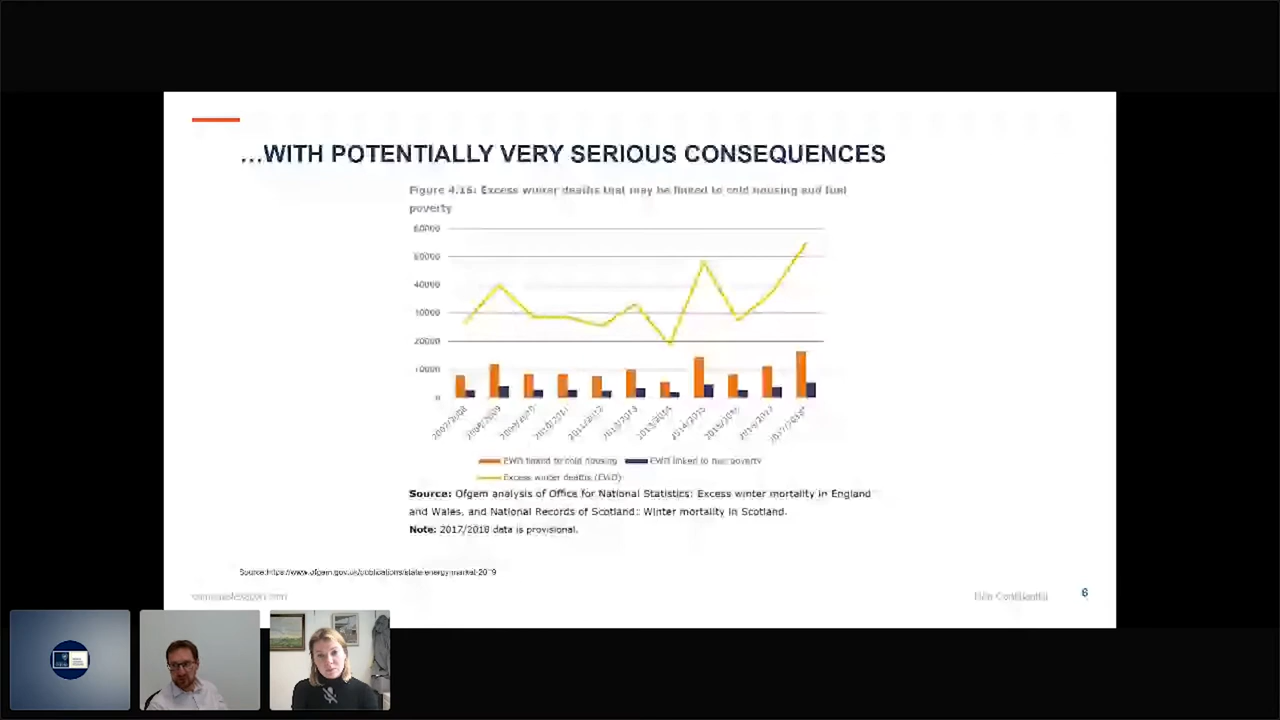 …WITH POTENTIALLY VERY SERIOUS CONSEQUENCES
Figure 4.16: Excess winter deaths that may be linked to cold housing and fuel
poverty
60000
50000
40000
30000
20000
10000
0
2007/2008
2008/2009
2009/2010
2010/2011
2011/2012
2012/2013
2013/2014
2014/2015
2015/2016
2016/2017
2017/2018*
EWD linked to cold housing
EWD linked to fuel poverty
Excess winter deaths (EWD)
Source: Ofgem analysis of Office for National Statistics: Excess winter mortality in England
and Wales, and National Records of Scotland: Winter mortality in Scotland.
Note: 2017/2018 data is provisional.
Source:https://www.ofgem.gov.uk/publications/state-energy-market-2019
Confidential
6